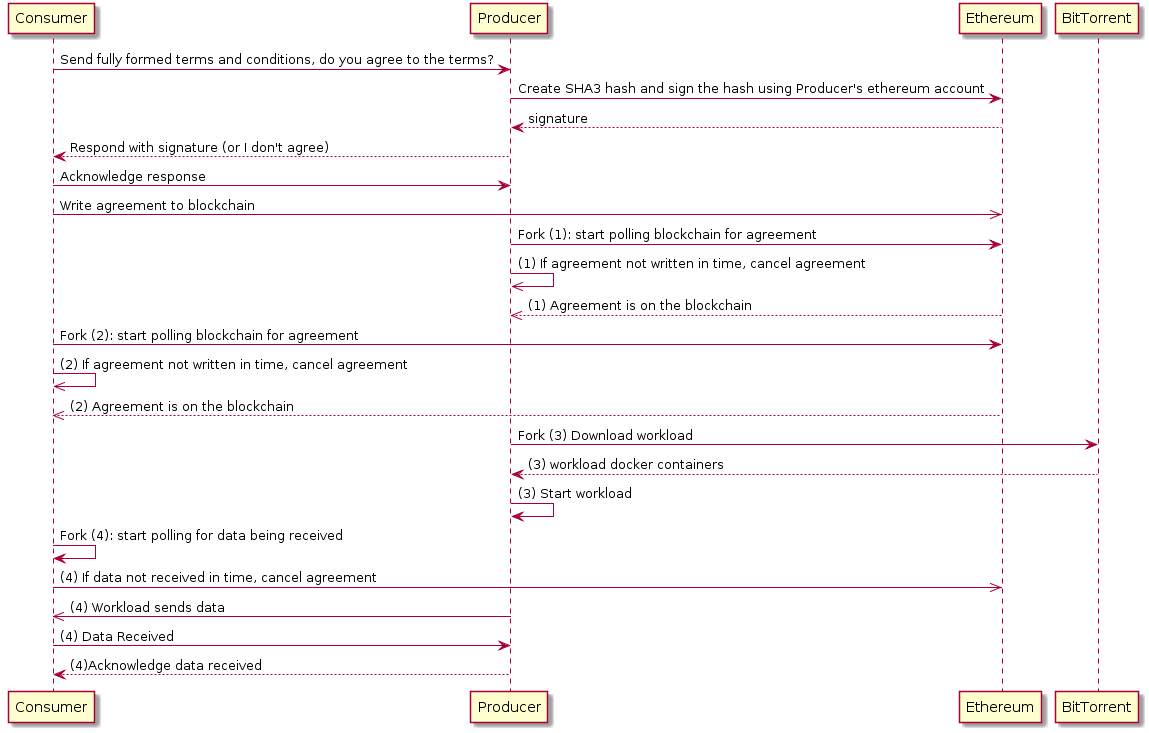 Consumer
Producer
Ethereum
BitTorrent
Send fully formed terms and conditions, do you agree to the terms?
Create SHA3 hash and sign the hash using Producer's ethereum account
signature
Respond with signature (or I don't agree)
Acknowledge response
Write agreement to blockchain
Fork (1): start polling blockchain for agreement
(1) If agreement not written in time, cancel agreement
(1) Agreement is on the blockchain
Fork (2): start polling blockchain for agreement
(2) If agreement not written in time, cancel agreement
(2) Agreement is on the blockchain
Fork (3) Download workload
(3) workload docker containers
(3) Start workload
Fork (4): start polling for data being received
(4) If data not received in time, cancel agreement
(4) Workload sends data
(4) Data Received
(4)Acknowledge data received
Consumer
Producer
Ethereum
BitTorrent